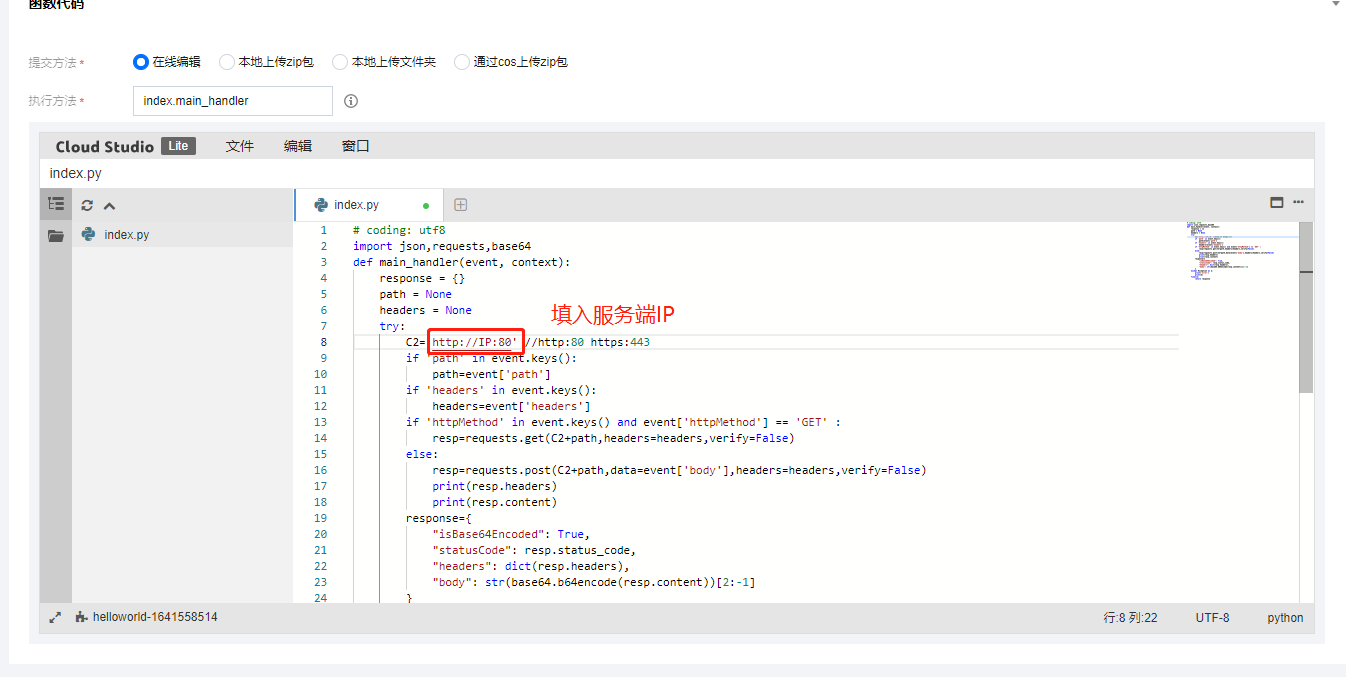 函数代码
提交方法 * 在线编辑 本地上传zip包 本地上传文件夹 通过cos上传zip包
执行方法 * index.main_handler
Cloud Studio Lite 文件 编辑 窗口
index.py
index.py
index.py
填入服务端IP
1 # coding: utf8
2 import json,requests,base64
3 def main_handler(event, context):
4 response = {}
5 path = None
6 headers = None
7 try:
8 C2='http://IP:80' //http:80 https:443
9 if 'path' in event.keys():
10 path=event['path']
11 if 'headers' in event.keys():
12 headers=event['headers']
13 if 'httpMethod' in event.keys() and event['httpMethod'] == 'GET' :
14 resp=requests.get(C2+path,headers=headers,verify=False)
15 else:
16 resp=requests.post(C2+path,data=event['body'],headers=headers,verify=False)
17 print(resp.headers)
18 print(resp.content)
19 response={
20 "isBase64Encoded": True,
21 "statusCode": resp.status_code,
22 "headers": dict(resp.headers),
23 "body": str(base64.b64encode(resp.content))[2:-1]
24 }
helloworld-1641558514 行:8 列:22 UTF-8 python